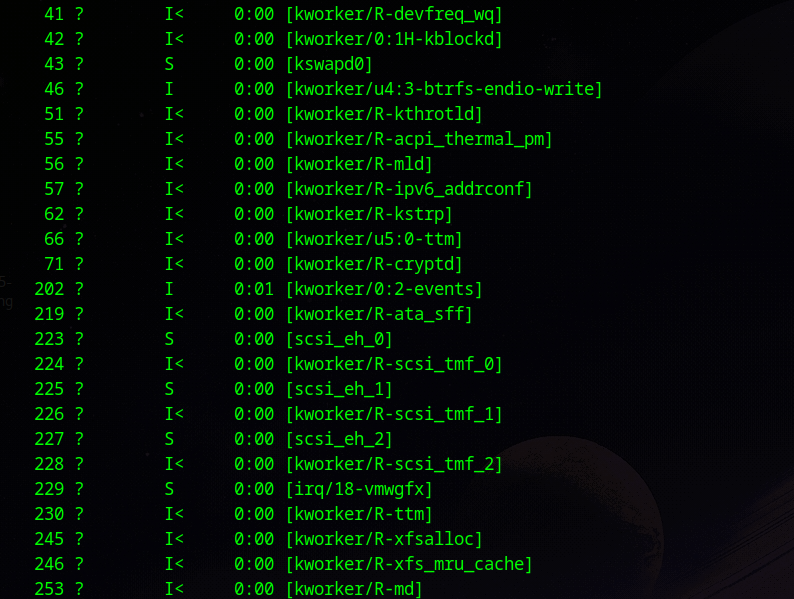 41 ? I< 0:00 [kworker/R-devfreq_wq]
42 ? I< 0:00 [kworker/0:1H-kblockd]
43 ? S 0:00 [kswapd0]
46 ? I 0:00 [kworker/u4:3-btrfs-endio-write]
51 ? I< 0:00 [kworker/R-kthrotld]
55 ? I< 0:00 [kworker/R-acpi_thermal_pm]
56 ? I< 0:00 [kworker/R-mld]
57 ? I< 0:00 [kworker/R-ipv6_addrconf]
62 ? I< 0:00 [kworker/R-kstrp]
66 ? I< 0:00 [kworker/u5:0-ttm]
71 ? I< 0:00 [kworker/R-cryptd]
202 ? I 0:01 [kworker/0:2-events]
219 ? I< 0:00 [kworker/R-ata_sff]
223 ? S 0:00 [scsi_eh_0]
224 ? I< 0:00 [kworker/R-scsi_tmf_0]
225 ? S 0:00 [scsi_eh_1]
226 ? I< 0:00 [kworker/R-scsi_tmf_1]
227 ? S 0:00 [scsi_eh_2]
228 ? I< 0:00 [kworker/R-scsi_tmf_2]
229 ? S 0:00 [irq/18-vmwgfx]
230 ? I< 0:00 [kworker/R-ttm]
245 ? I< 0:00 [kworker/R-xfsalloc]
246 ? I< 0:00 [kworker/R-xfs_mru_cache]
253 ? I< 0:00 [kworker/R-md]